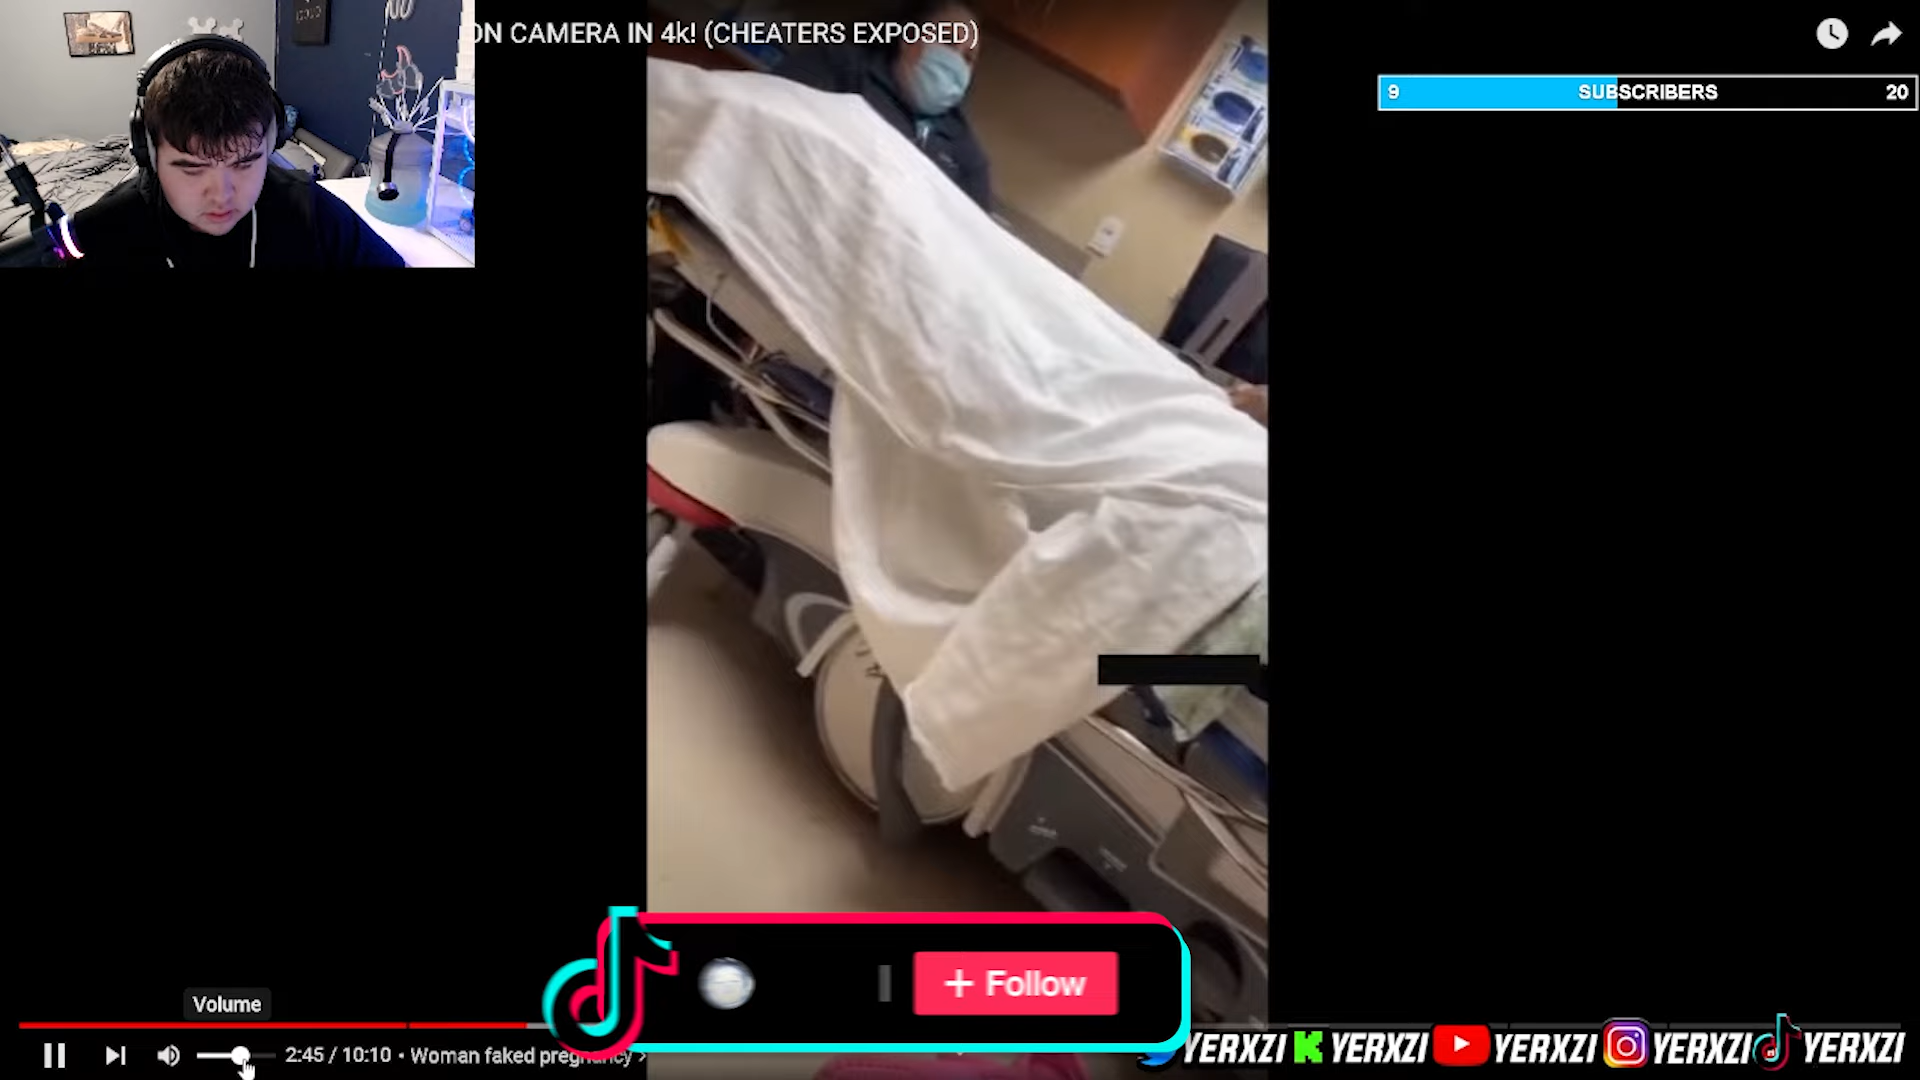 ON CAMERA IN 4k! (CHEATERS EXPOSED)
9 SUBSCRIBERS 20
+ Follow
Volume
2:45 / 10:10 • Woman faked pregnancy >
YERXZI K YERXZI YERXZI YERXZI YERXZI